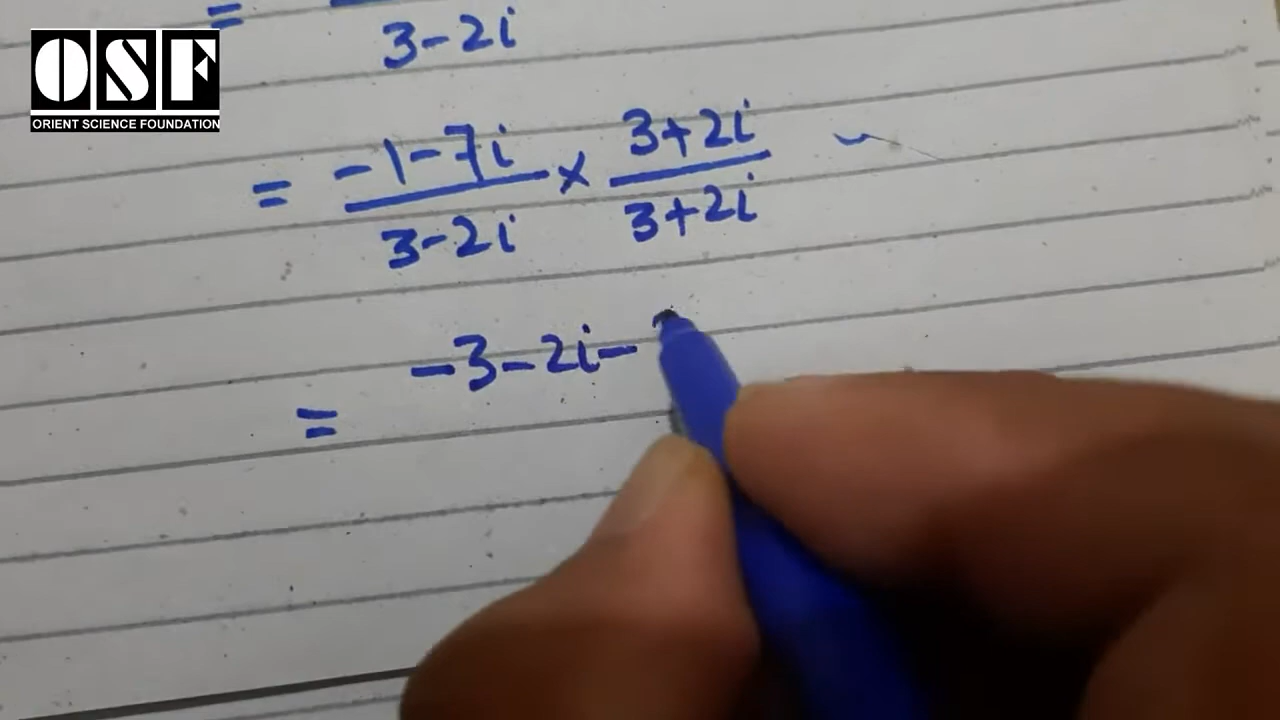 OSF
ORIENT SCIENCE FOUNDATION
=
3-2i
= -1-7i/3-2i × 3+2i/3+2i
= -3-2i-